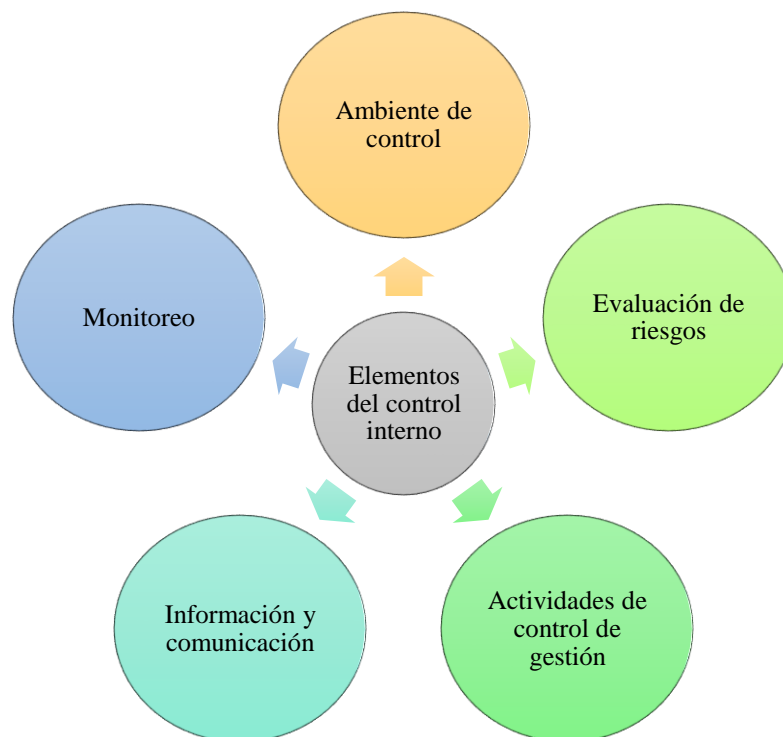 Ambiente de
control
Evaluación de
riesgos
Actividades de
control de
gestión
Información y
comunicación
Monitoreo
Elementos
del control
interno